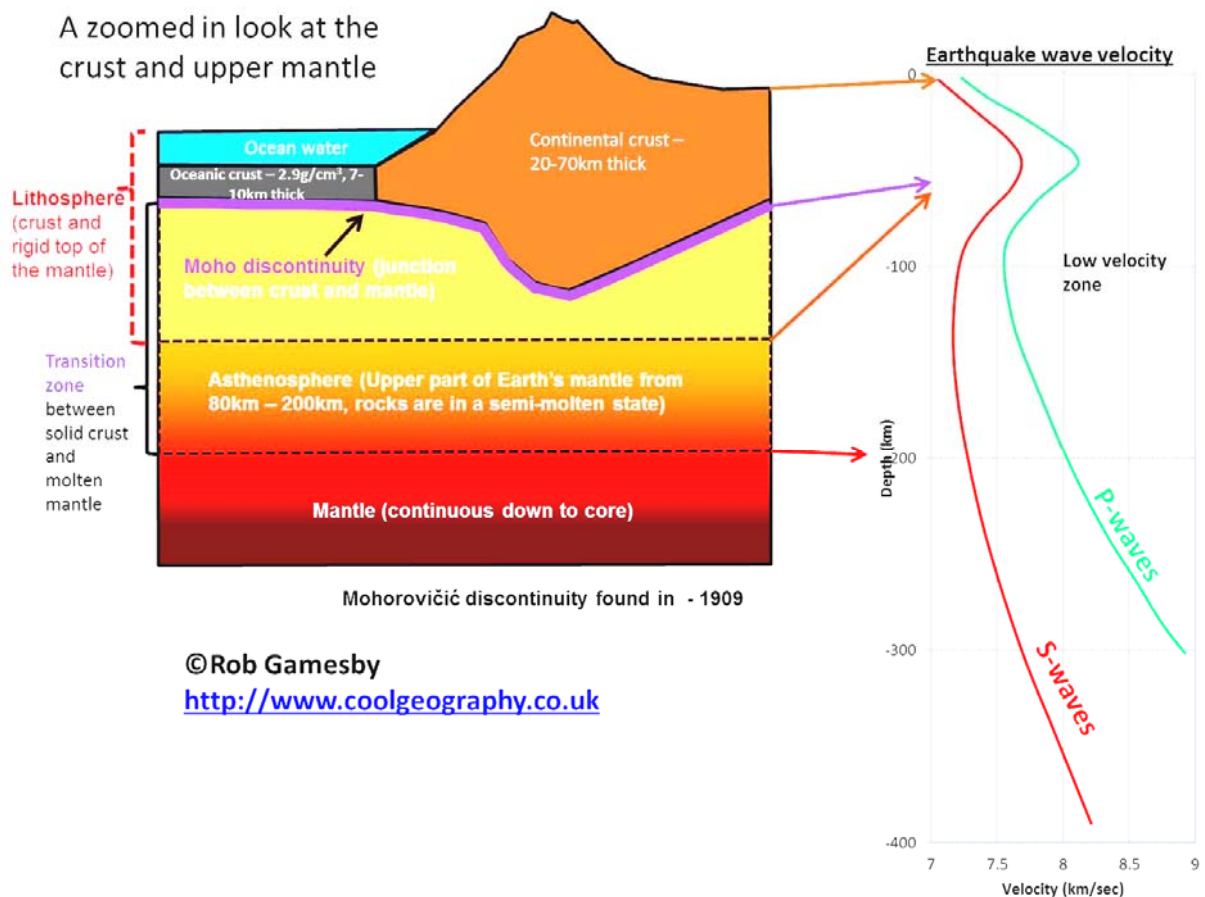 A zoomed in look at the
crust and upper mantle
Ocean water
Oceanic crust – 2.9g/cm³, 7-
10km thick
Continental crust –
20-70km thick
Lithosphere
(crust and
rigid top of
the mantle)
Moho discontinuity (junction
between crust and mantle)
Transition
zone
between
solid crust
and
molten
mantle
Asthenosphere (Upper part of Earth's mantle from
80km – 200km, rocks are in a semi-molten state)
Mantle (continuous down to core)
Mohorovičić discontinuity found in - 1909
©Rob Gamesby
http://www.coolgeography.co.uk
Earthquake wave velocity
0
-100
-200
-300
-400
Depth (km)
Low velocity
zone
P-waves
S-waves
7
7.5
8
8.5
9
Velocity (km/sec)